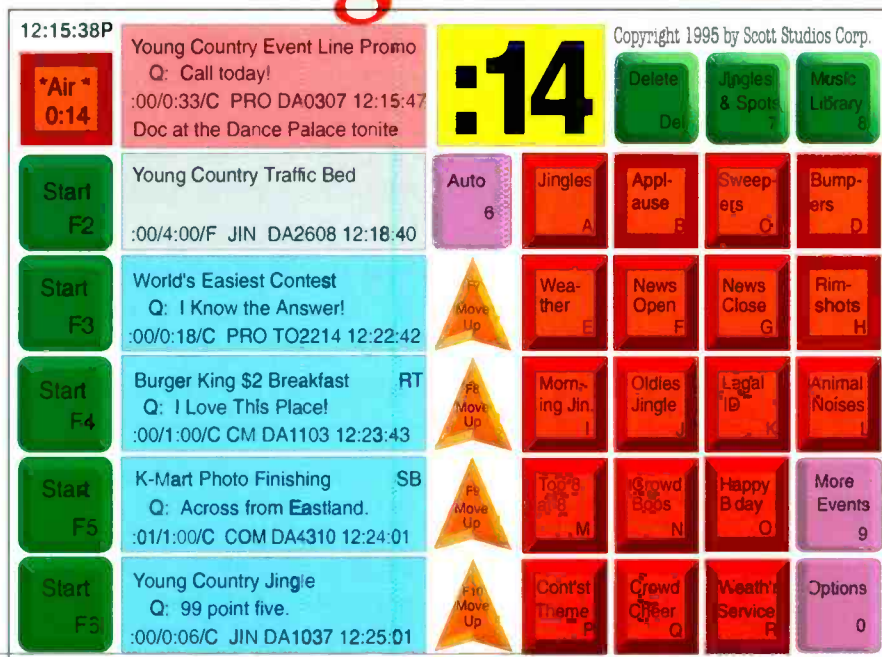 12:15:38P
*Air *
0:14
Young Country Event Line Promo
Q: Call today!
:00/0:33/C PRO DA0307 12:15:47
Doc at the Dance Palace tonite
:14
Copyright 1995 by Scott Studios Corp.
Delete
Del
Jingles
& Spots
7
Music
Library
8
Start
F2
Young Country Traffic Bed
:00/4:00/F JIN DA2608 12:18:40
Auto
6
Jingles
A
Appl-
ause
B
Sweep-
ers
C
Bump-
ers
D
Start
F3
World's Easiest Contest
Q: I Know the Answer!
:00/0:18/C PRO TO2214 12:22:42
F7
Move
Up
Wea-
ther
E
News
Open
F
News
Close
G
Rim-
shots
H
Start
F4
Burger King $2 Breakfast RT
Q: I Love This Place!
:00/1:00/C CM DA1103 12:23:43
F8
Move
Up
Morn-
ing Jin.
I
Oldies
Jingle
J
Legal
ID
K
Animal
Noises
L
Start
F5
K-Mart Photo Finishing SB
Q: Across from Eastland.
:01/1:00/C COM DA4310 12:24:01
F9
Move
Up
Top 8
at 8
M
Crowd
Boos
N
Happy
B day
O
More
Events
9
Start
F6
Young Country Jingle
Q: 99 point five.
:00/0:06/C JIN DA1037 12:25:01
F10
Move
Up
Cont'st
Theme
P
Crowd
Cheer
Q
Weath'r
Service
R
Options
0